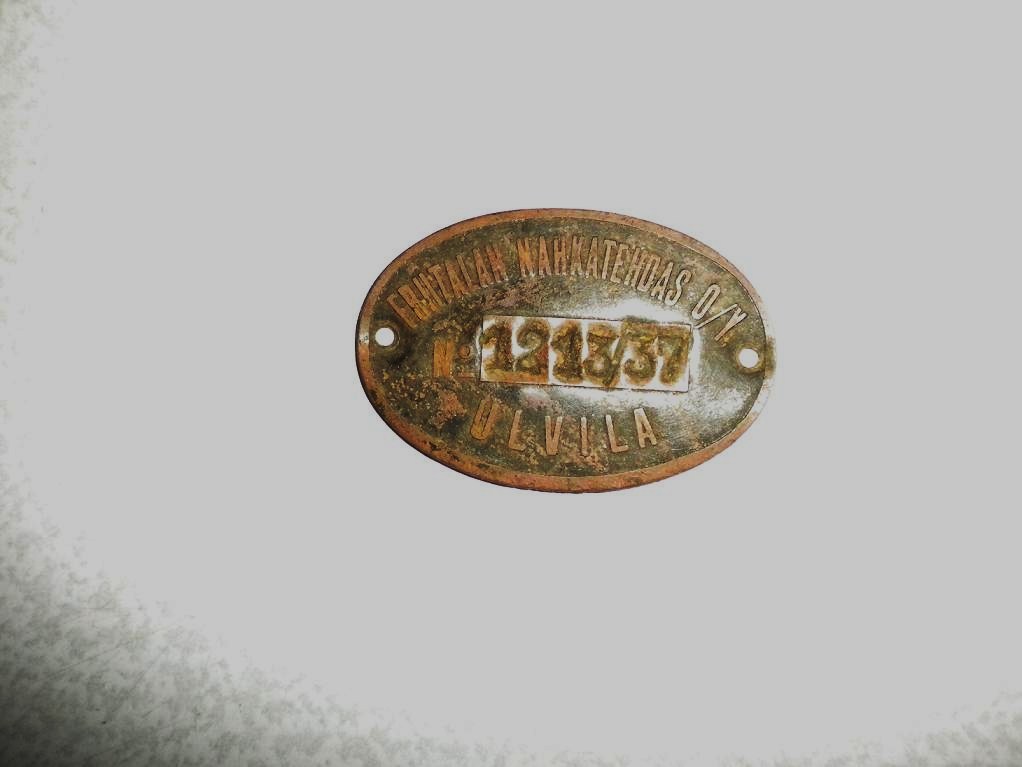 FRIITALAN NAHKATEHDAS O/Y.
No 1213/37
ULVILA